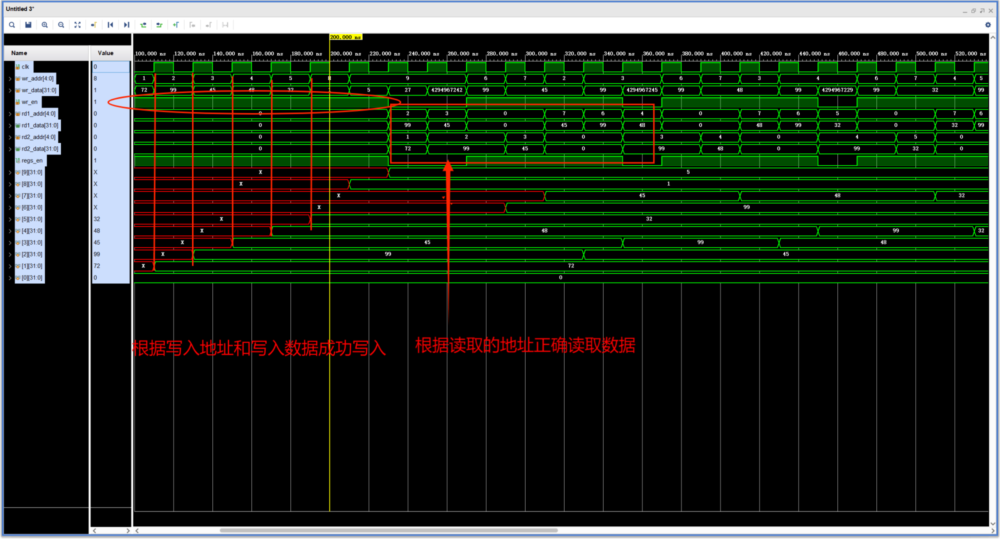 Untitled 3*
200.000 ns
Name Value
100.000 ns 120.000 ns 140.000 ns 160.000 ns 180.000 ns 200.000 ns 220.000 ns 240.000 ns 260.000 ns 280.000 ns 300.000 ns 320.000 ns 340.000 ns 360.000 ns 380.000 ns 400.000 ns 420.000 ns 440.000 ns 460.000 ns 480.000 ns 500.000 ns 520.000 ns
clk 0
wr_addr[4:0] 8 1 2 3 4 5 8 9 6 7 2 3 6 7 3 4 6 7 4 5
wr_data[31:0] 1 72 99 45 48 32 1 5 27 4294967242 99 45 99 4294967245 99 48 99 4294967229 99 32 99
wr_en 1
rd1_addr[4:0] 0 0 2 3 0 7 6 4 0 7 6 5 0 7 6
rd1_data[31:0] 0 0 99 45 0 45 99 48 0 48 99 32 0 32 99
rd2_addr[4:0] 0 0 1 2 3 0 3 4 0 4 5 0
rd2_data[31:0] 0 0 72 99 45 0 99 48 0 99 32 0
regs_en 1
[9][31:0] X X 5
[8][31:0] X X 1
[7][31:0] X X 45 48 32
[6][31:0] X X 99
[5][31:0] 32 X 32
[4][31:0] 48 X 48 99 32
[3][31:0] 45 X 45 99 48
[2][31:0] 99 X 99 45
[1][31:0] 72 X 72
[0][31:0] 0 0
根据写入地址和写入数据成功写入
根据读取的地址正确读取数据